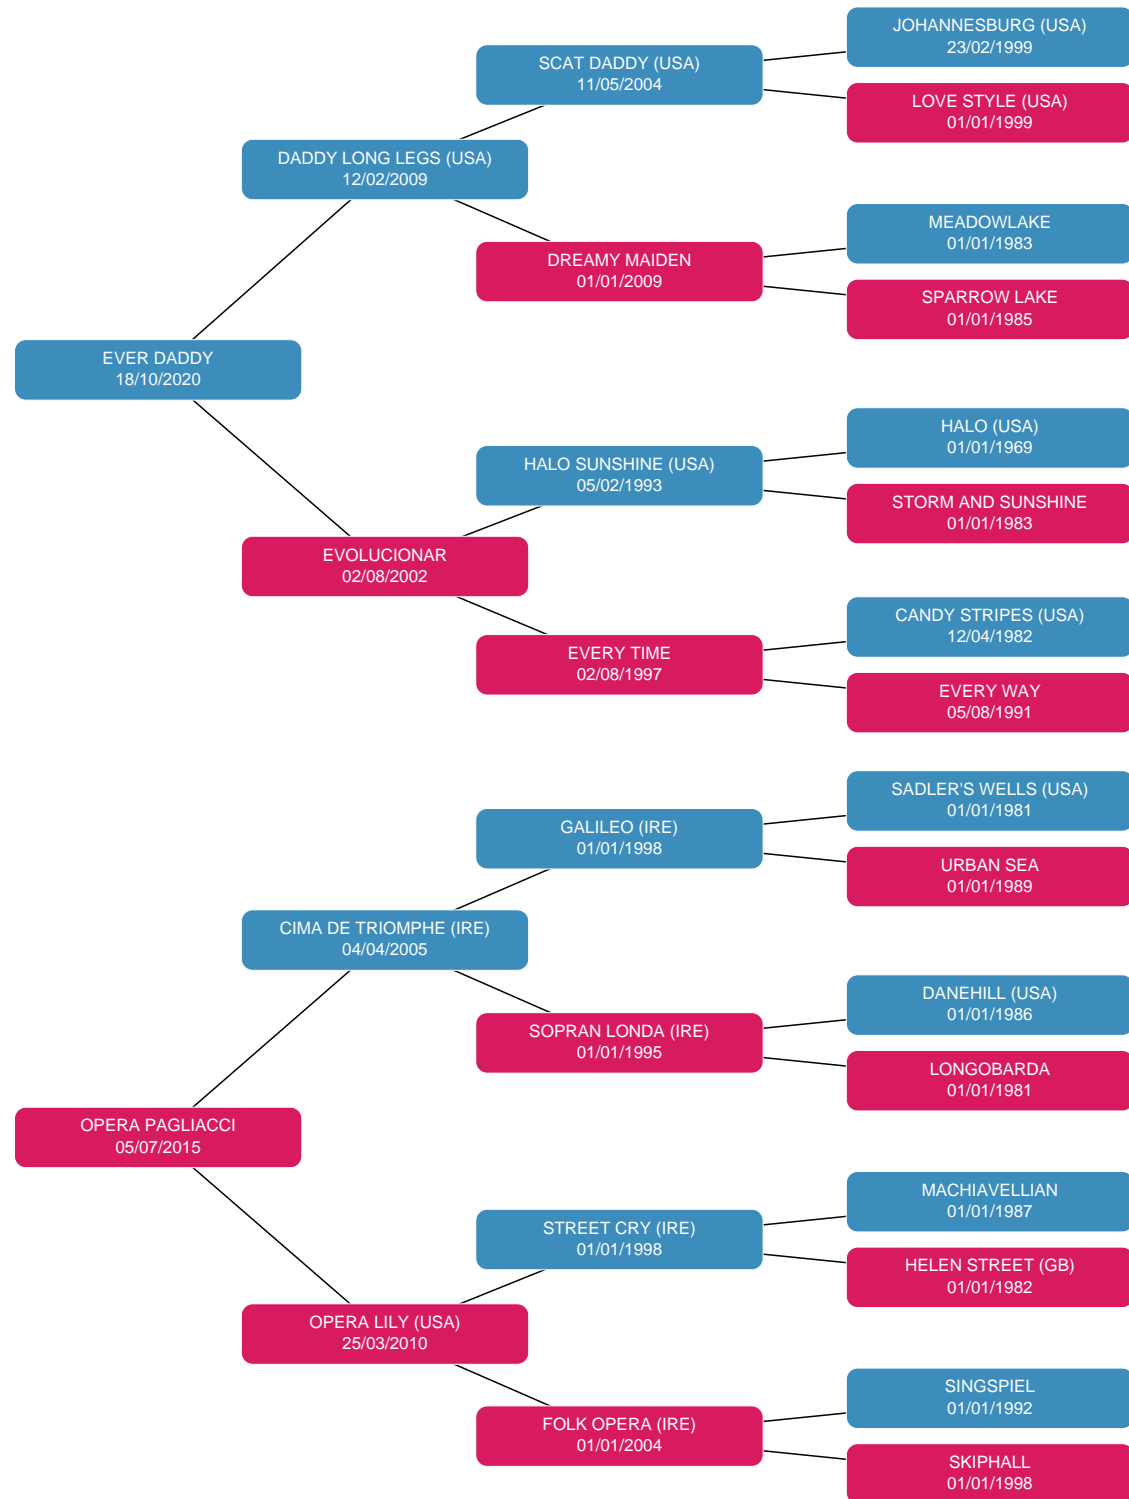 JOHANNESBURG (USA)
23/02/1999
SCAT DADDY (USA)
11/05/2004
LOVE STYLE (USA)
01/01/1999
DADDY LONG LEGS (USA)
12/02/2009
MEADOWLAKE
01/01/1983
DREAMY MAIDEN
01/01/2009
SPARROW LAKE
01/01/1985
EVER DADDY
18/10/2020
HALO (USA)
01/01/1969
HALO SUNSHINE (USA)
05/02/1993
STORM AND SUNSHINE
01/01/1983
EVOLUCIONAR
02/08/2002
CANDY STRIPES (USA)
12/04/1982
EVERY TIME
02/08/1997
EVERY WAY
05/08/1991
SADLER'S WELLS (USA)
01/01/1981
GALILEO (IRE)
01/01/1998
URBAN SEA
01/01/1989
CIMA DE TRIOMPHE (IRE)
04/04/2005
DANEHILL (USA)
01/01/1986
SOPRAN LONDA (IRE)
01/01/1995
LONGOBARDA
01/01/1981
OPERA PAGLIACCI
05/07/2015
MACHIAVELLIAN
01/01/1987
STREET CRY (IRE)
01/01/1998
HELEN STREET (GB)
01/01/1982
OPERA LILY (USA)
25/03/2010
SINGSPIEL
01/01/1992
FOLK OPERA (IRE)
01/01/2004
SKIPHALL
01/01/1998